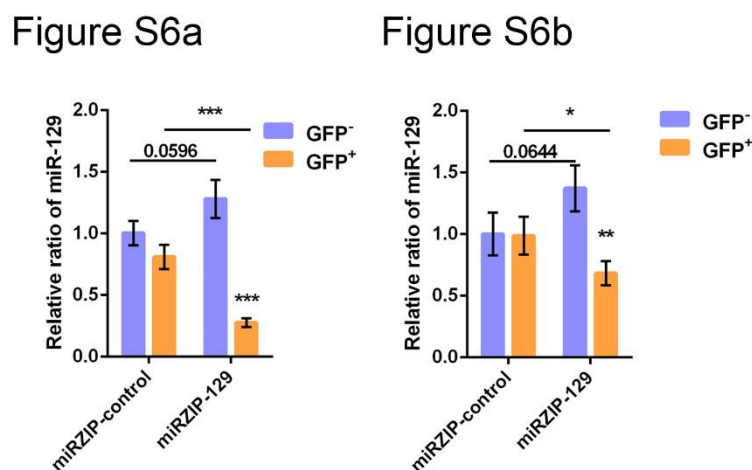 Figure S6a
Relative ratio of miR-129
2.0
1.5
1.0
0.5
0.0
***
0.0596
***
GFP-
GFP+
miRZIP-control
miRZIP-129
Figure S6b
Relative ratio of miR-129
2.0
1.5
1.0
0.5
0.0
*
0.0644
**
GFP-
GFP+
miRZIP-control
miRZIP-129